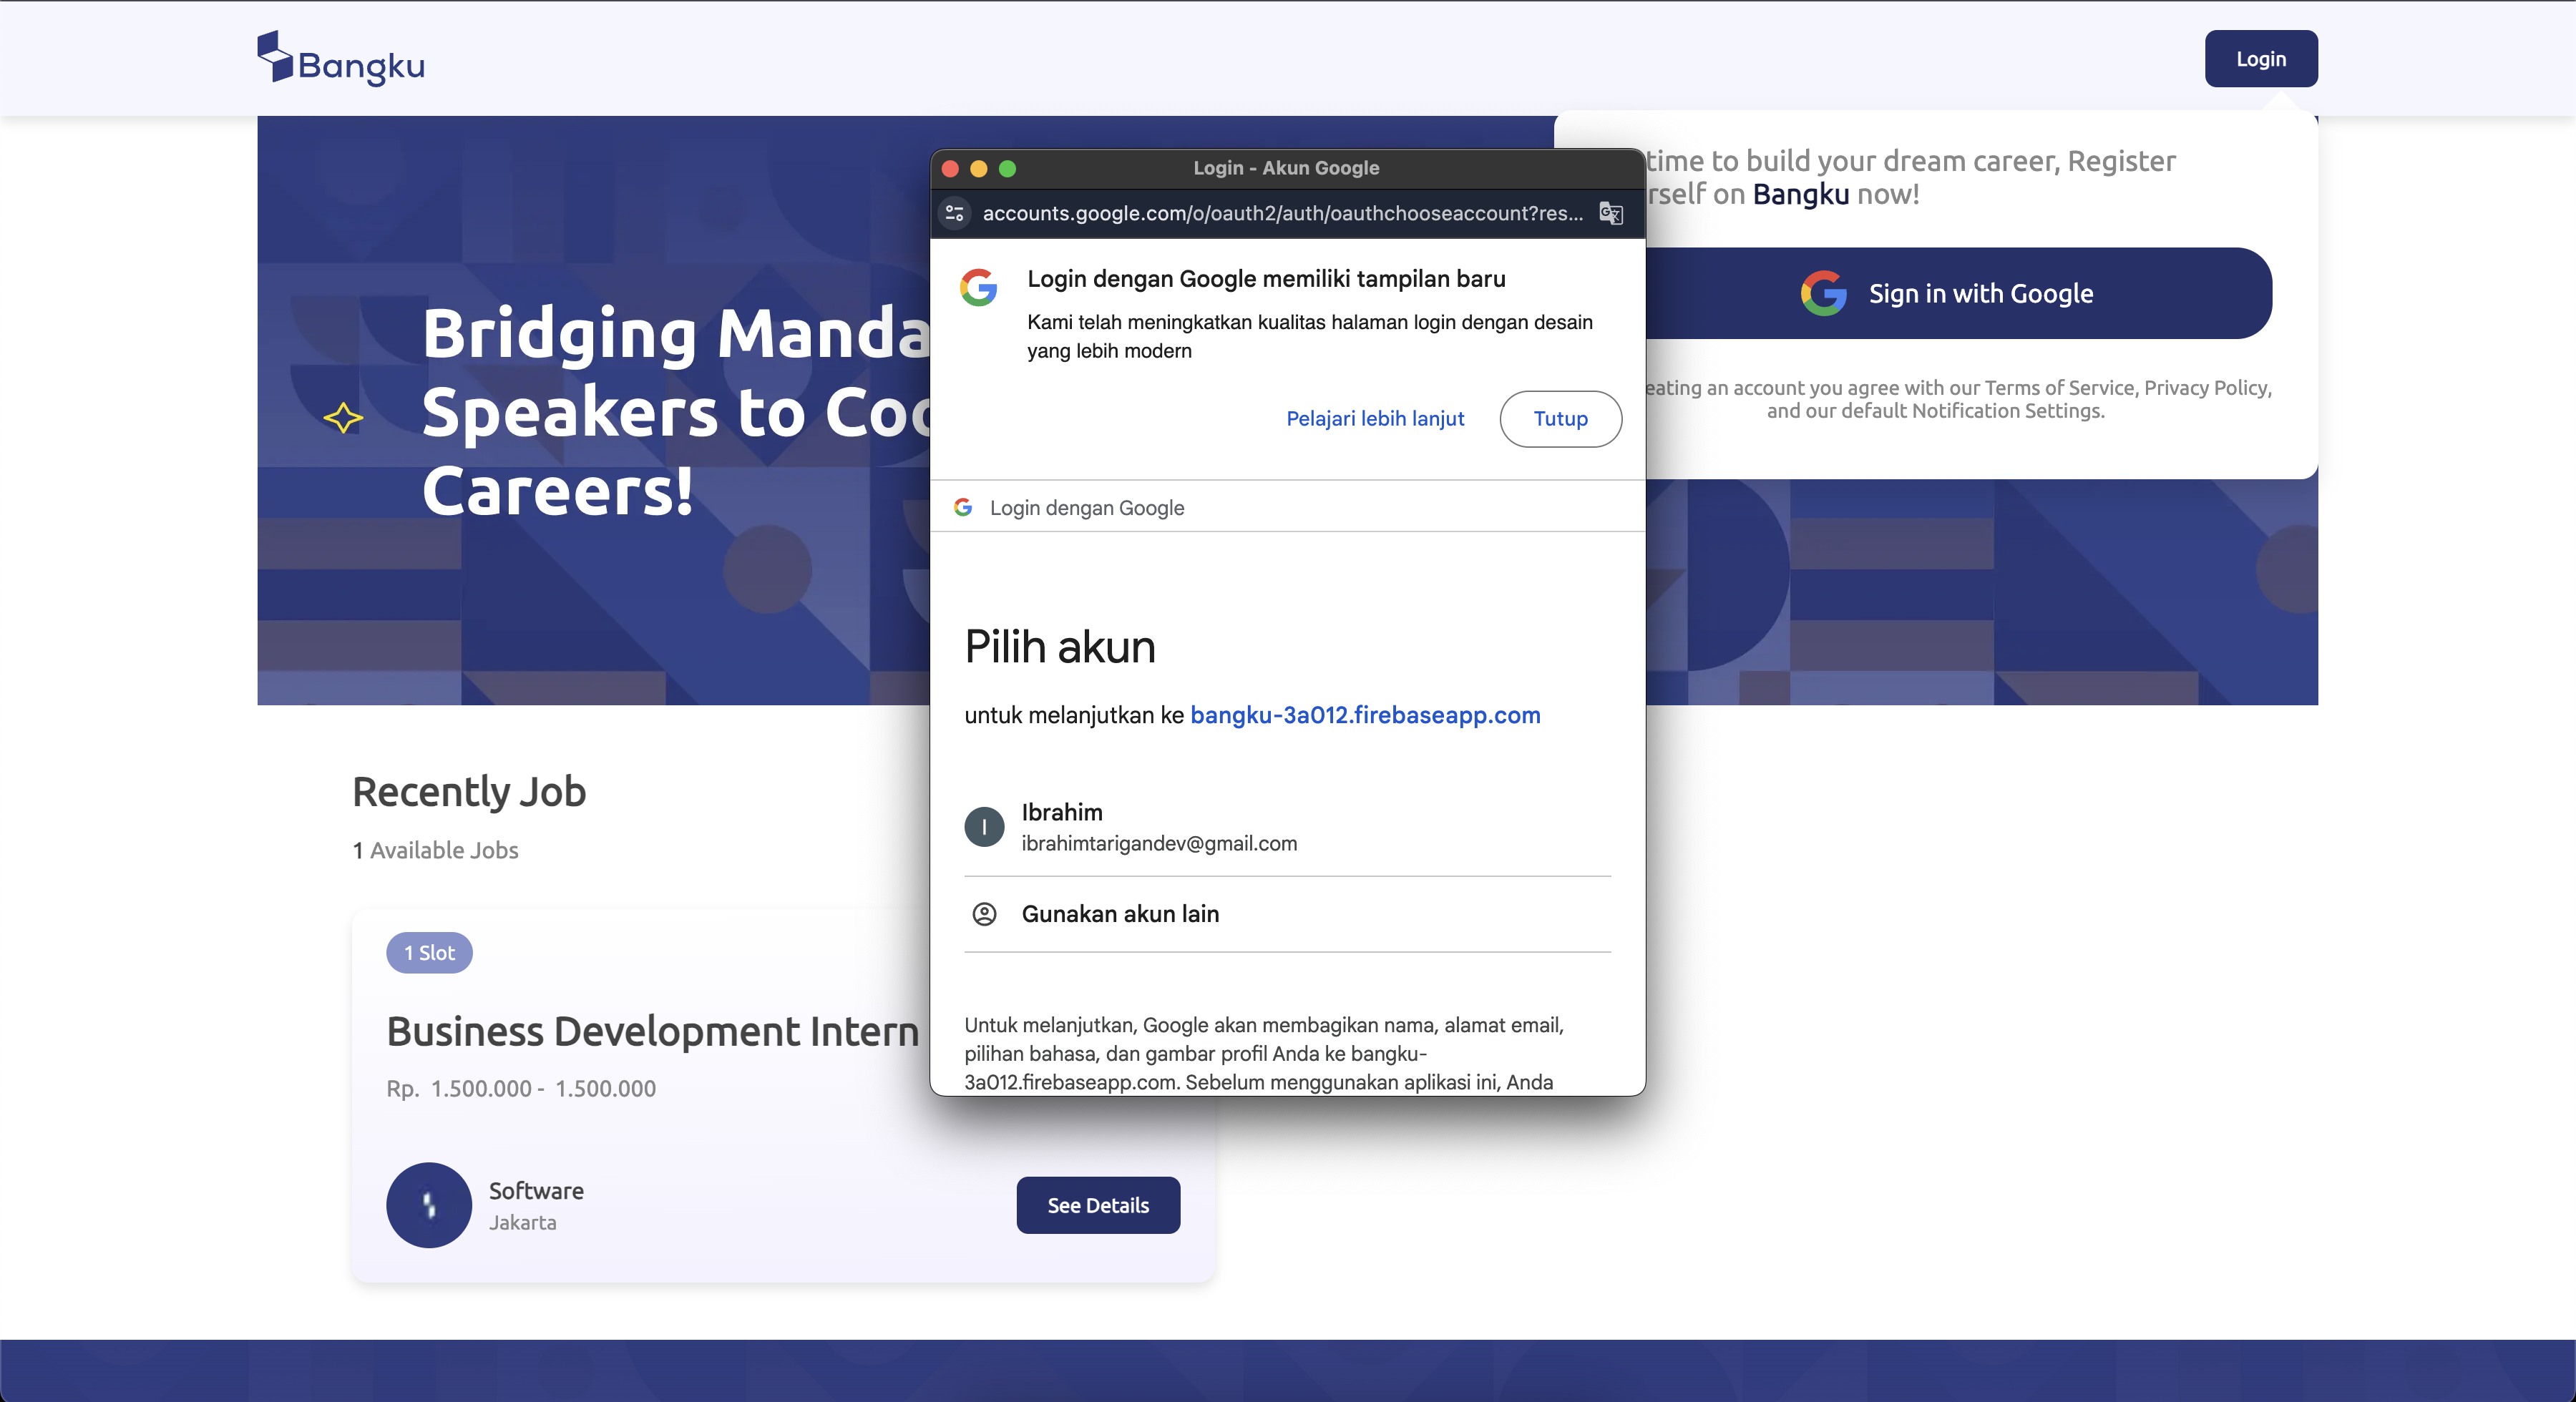 Bangku
Login
Login - Akun Google
accounts.google.com/o/oauth2/auth/oauthchooseaccount?res...
time to build your dream career, Register
on Bangku now!
Sign in with Google
an account you agree with our Terms of Service, Privacy Policy,
and our default Notification Settings.
Login dengan Google memiliki tampilan baru
Kami telah meningkatkan kualitas halaman login dengan desain
yang lebih modern
Pelajari lebih lanjut
Tutup
Login dengan Google
Bridging
Speakers to
Careers!
Pilih akun
untuk melanjutkan ke bangku-3a012.firebaseapp.com
I
Ibrahim
ibrahimtarigandev@gmail.com
Gunakan akun lain
Untuk melanjutkan, Google akan membagikan nama, alamat email,
pilihan bahasa, dan gambar profil Anda ke bangku-
3a012.firebaseapp.com. Sebelum menggunakan aplikasi ini, Anda
Recently Job
1 Available Jobs
1 Slot
Business Development Intern
Rp. 1.500.000 - 1.500.000
Software
Jakarta
See Details